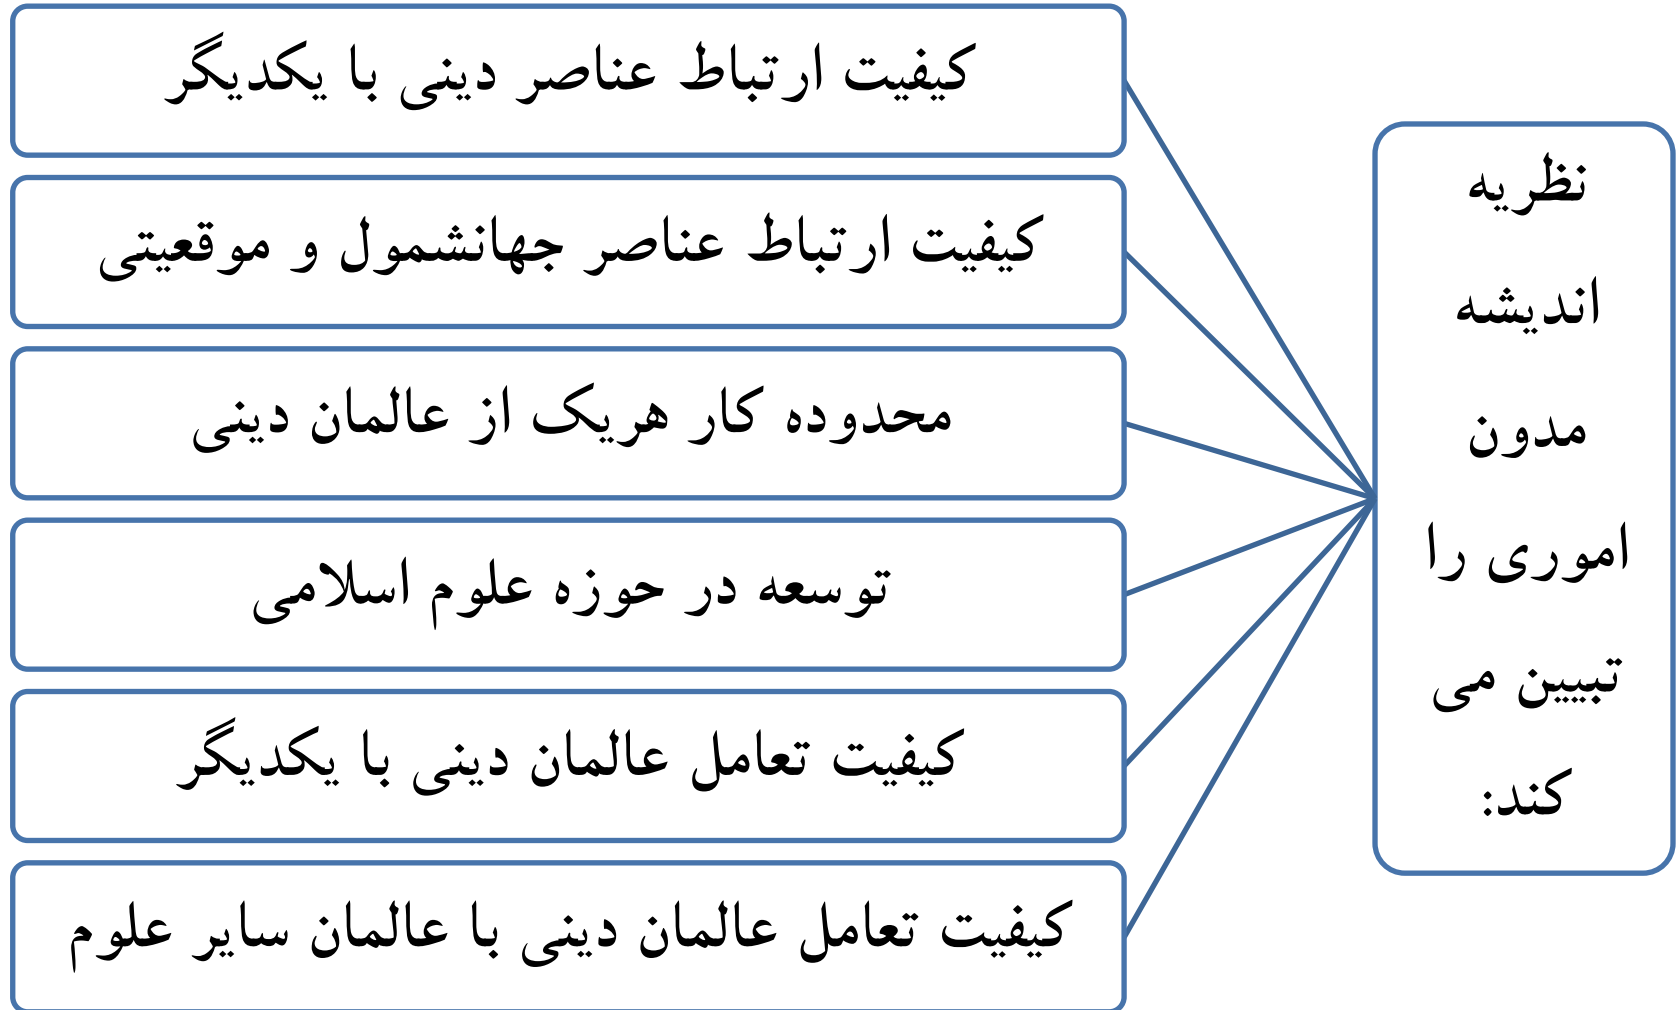 نظریه
اندیشه
مدون
اموری را
تبیین می
کند:
کیفیت ارتباط عناصر دینی با یکدیگر
کیفیت ارتباط عناصر جهانشمول و موقعیتی
محدوده کار هریک از عالمان دینی
توسعه در حوزه علوم اسلامی
کیفیت تعامل عالمان دینی با یکدیگر
کیفیت تعامل عالمان دینی با عالمان سایر علوم